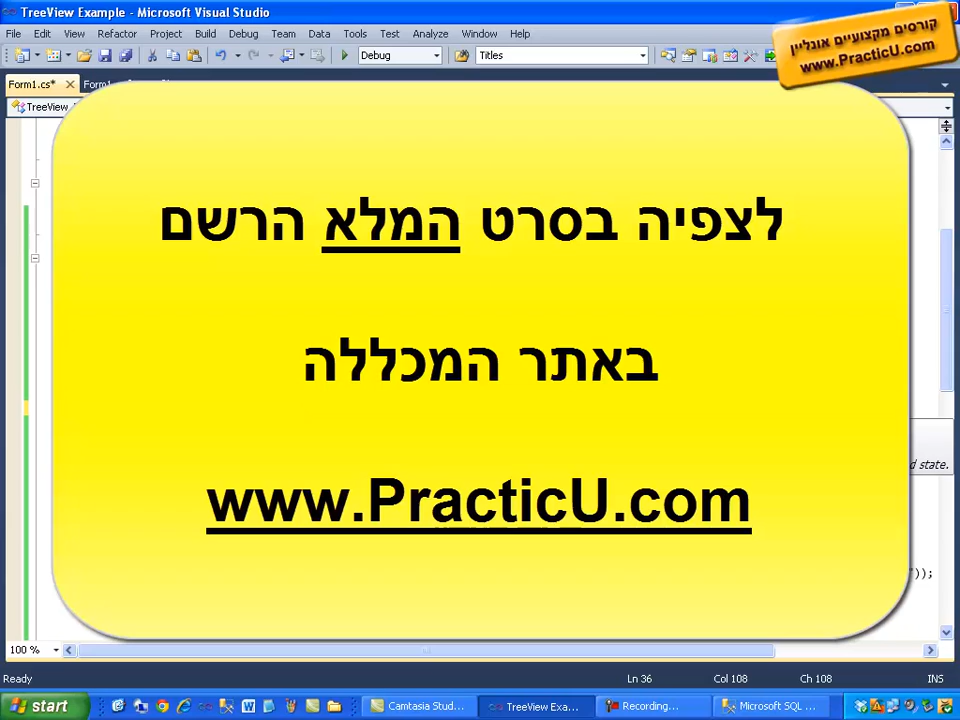 TreeView Example - Microsoft Visual Studio
File Edit View Refactor Project Build Debug Team Data Tools Test Analyze Window Help
Debug Titles
קורסים מקצועיים אונליין
www.PracticU.com
Form1.cs* Form1
TreeView
לצפיה בסרט המלא הרשם
באתר המכללה
www.PracticU.com
d state.
"));
100 %
Ready Ln 36 Col 108 Ch 108 INS
start Camtasia Stud... TreeView Exa... Recording... Microsoft SQL ...